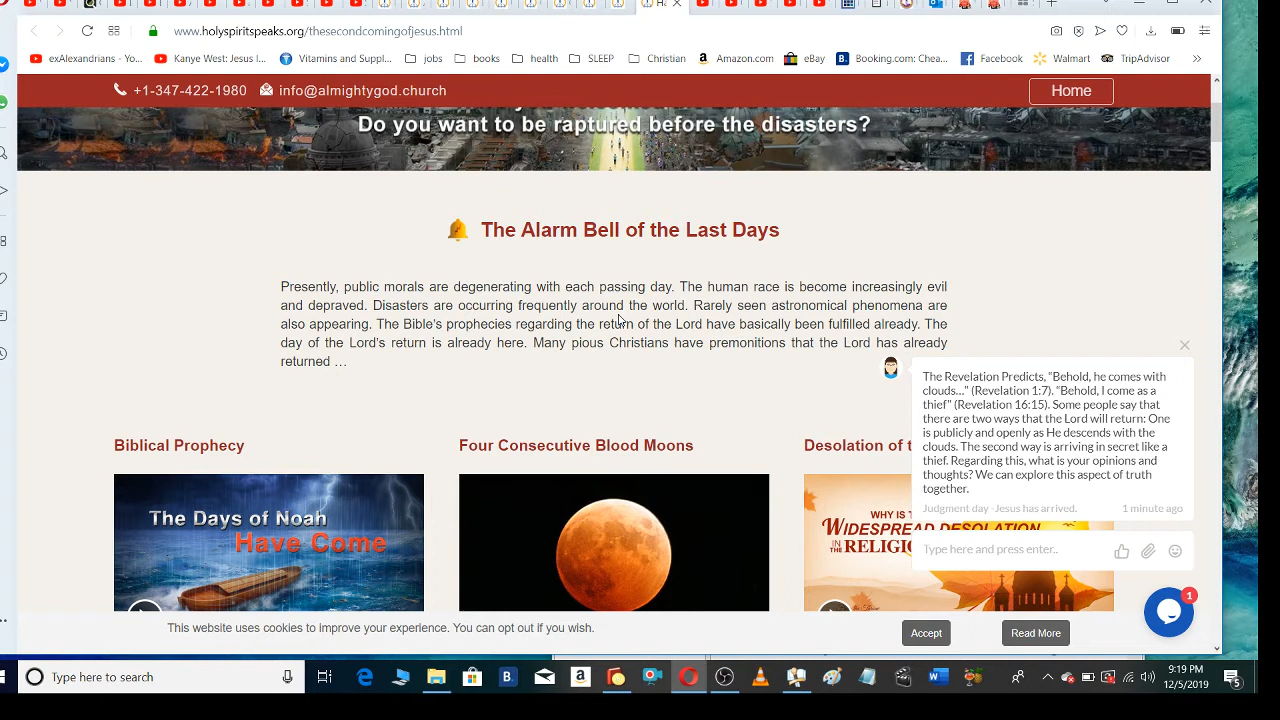 Ha
www.holyspiritspeaks.org/thesecondcomingofjesus.html
exAlexandrians - Yo...
Kanye West: Jesus I...
Vitamins and Suppl...
jobs
books
health
SLEEP
Christian
Amazon.com
eBay
Booking.com: Chea...
Facebook
Walmart
TripAdvisor
+1-347-422-1980
info@almightygod.church
Home
Do you want to be raptured before the disasters?
The Alarm Bell of the Last Days
Presently, public morals are degenerating with each passing day. The human race is become increasingly evil
and depraved. Disasters are occurring frequently around the world. Rarely seen astronomical phenomena are
also appearing. The Bible's prophecies regarding the return of the Lord have basically been fulfilled already. The
day of the Lord's return is already here. Many pious Christians have premonitions that the Lord has already
returned …
Biblical Prophecy
Four Consecutive Blood Moons
Desolation of t
The Days of Noah
Have Come
WHY IS T
WIDESPREAD DESOLATION
IN THE RELIGI
The Revelation Predicts, "Behold, he comes with
clouds..." (Revelation 1:7). "Behold, I come as a
thief" (Revelation 16:15). Some people say that
there are two ways that the Lord will return: One
is publicly and openly as He descends with the
clouds. The second way is arriving in secret like a
thief. Regarding this, what is your opinions and
thoughts? We can explore this aspect of truth
together.
Judgment day -Jesus has arrived.
1 minute ago
Type here and press enter..
1
This website uses cookies to improve your experience. You can opt out if you wish.
Accept
Read More
Type here to search
9:19 PM
12/5/2019
5